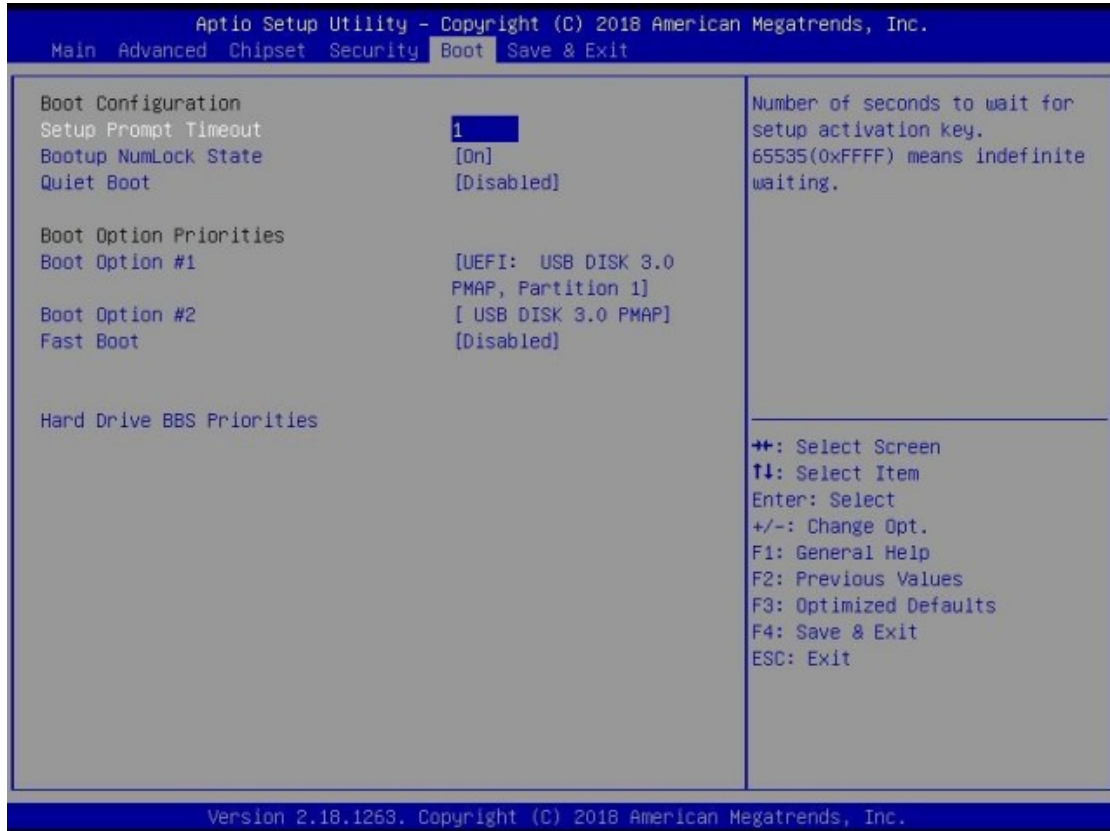 Aptio Setup Utility – Copyright (C) 2018 American Megatrends, Inc.
Main Advanced Chipset Security Boot Save & Exit
Boot Configuration
Setup Prompt Timeout 1
Bootup NumLock State [On]
Quiet Boot [Disabled]
Boot Option Priorities
Boot Option #1 [UEFI: USB DISK 3.0
PMAP, Partition 1]
Boot Option #2 [ USB DISK 3.0 PMAP]
Fast Boot [Disabled]
Hard Drive BBS Priorities
Number of seconds to wait for
setup activation key.
65535(0xFFFF) means indefinite
waiting.
→←: Select Screen
↑↓: Select Item
Enter: Select
+/-: Change Opt.
F1: General Help
F2: Previous Values
F3: Optimized Defaults
F4: Save & Exit
ESC: Exit
Version 2.18.1263. Copyright (C) 2018 American Megatrends, Inc.